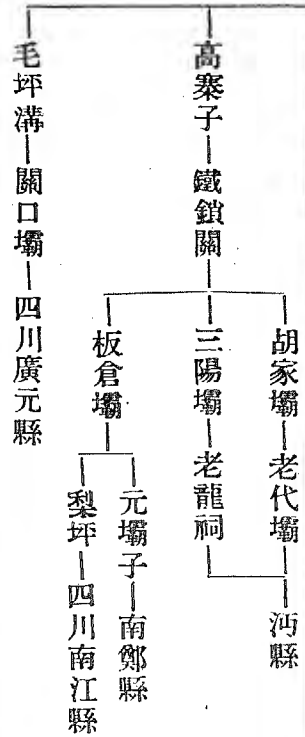 胡家壩—老代壩—沔縣
高寨子—鐵鎖關—三陽壩—老龍祠
元壩子—南鄭縣
板倉壩
梨坪—四川南江縣
毛坪溝—關口壩—四川廣元縣